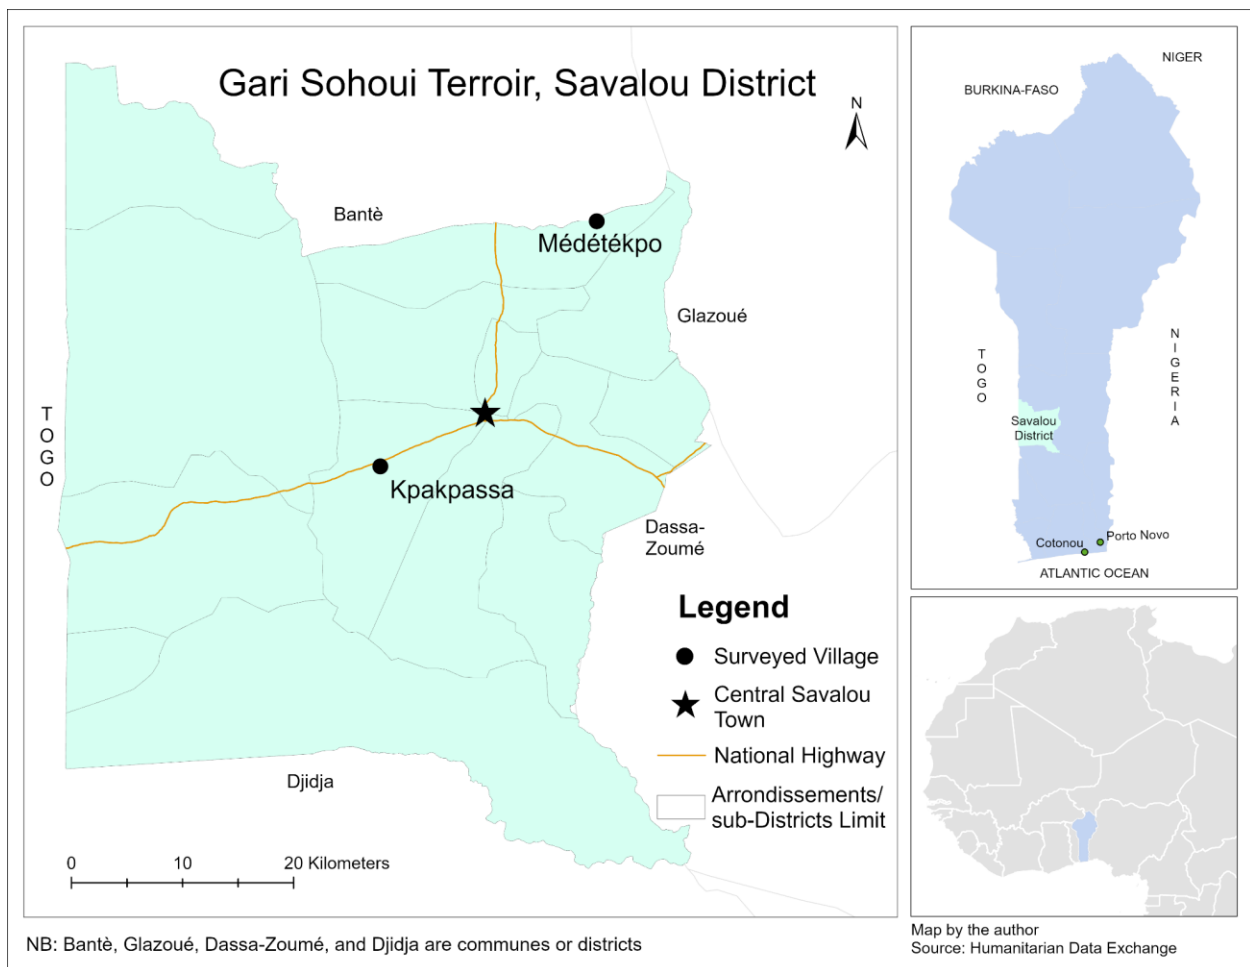 Gari Sohoui Terroir, Savalou District
N
Bantè
Médétékpo
Glazoué
TOGO
Kpakpassa
Dassa-
Zoumé
Djidja
Legend
Surveyed Village
Central Savalou
Town
National Highway
Arrondissements/
sub-Districts Limit
0 10 20 Kilometers
NB: Bantè, Glazoué, Dassa-Zoumé, and Djidja are communes or districts
NIGER
BURKINA-FASO
TOGO
NIGERIA
Savalou
District
Cotonou
Porto Novo
ATLANTIC OCEAN
Map by the author
Source: Humanitarian Data Exchange